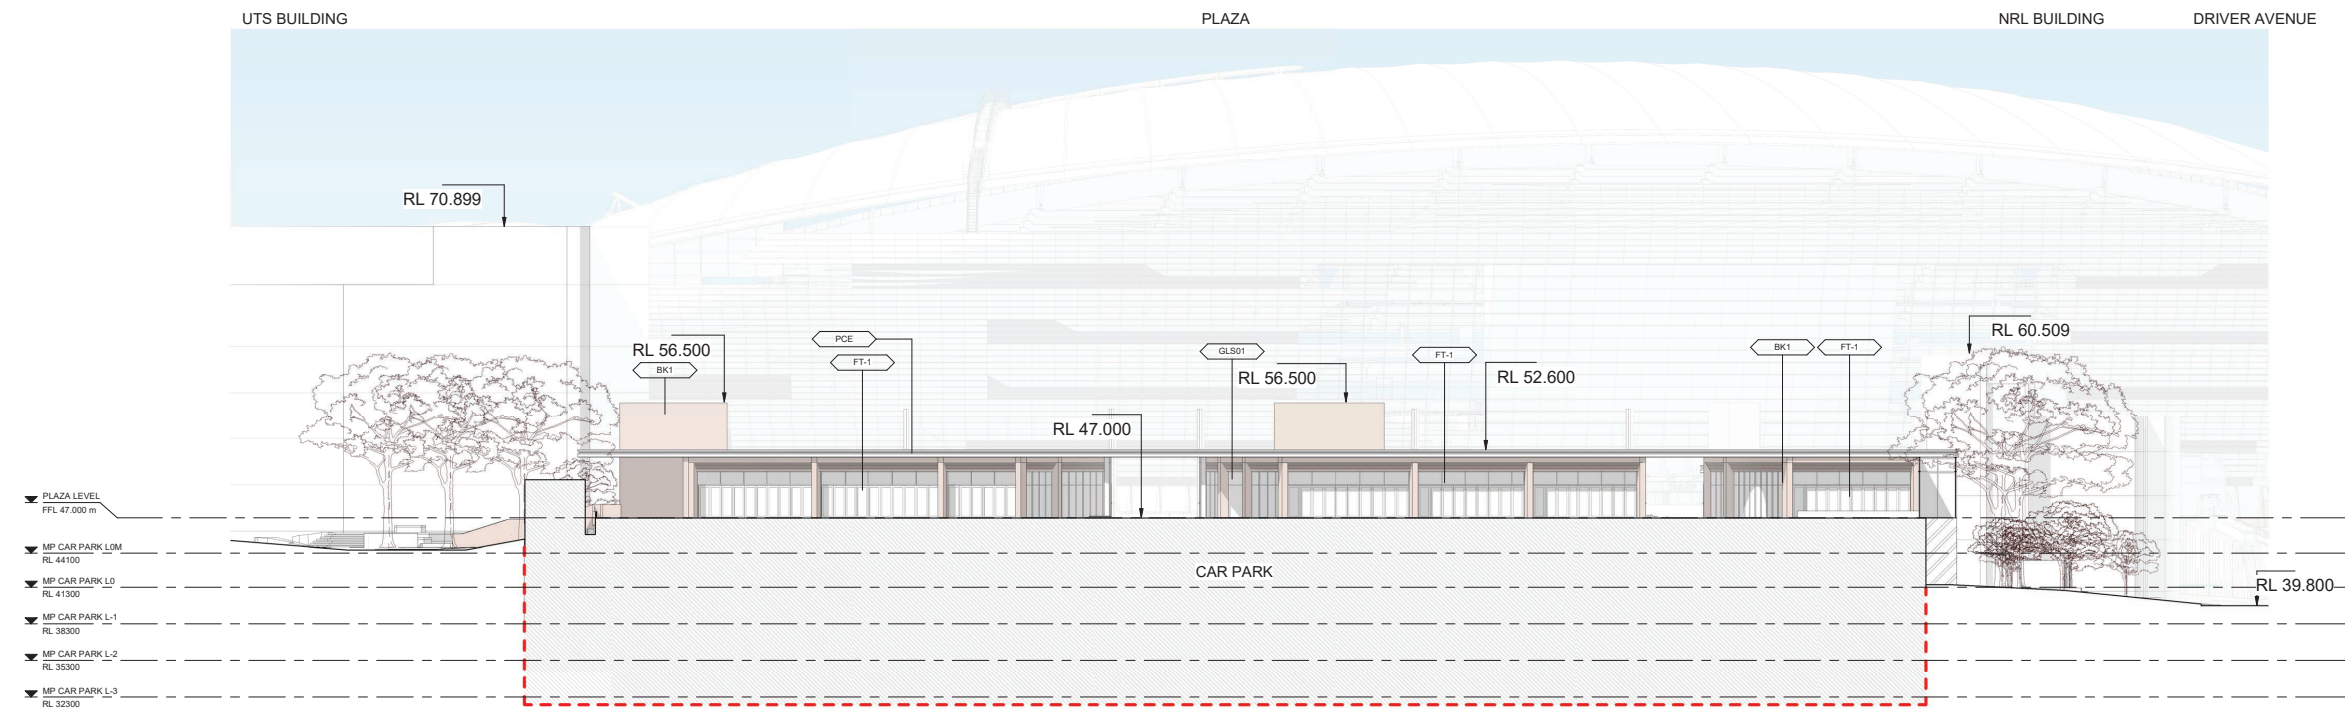 UTS BUILDING
PLAZA
NRL BUILDING
DRIVER AVENUE
RL 70.899
RL 56.500
BK1
PCE
FT-1
GLS01
RL 56.500
FT-1
RL 52.600
BK1
FT-1
RL 60.509
RL 47.000
PLAZA LEVEL
FFL 47.000 m
MP CAR PARK L0M
RL 44100
MP CAR PARK L0
RL 41300
CAR PARK
RL 39.800
MP CAR PARK L-1
RL 38300
MP CAR PARK L-2
RL 35300
MP CAR PARK L-3
RL 32300